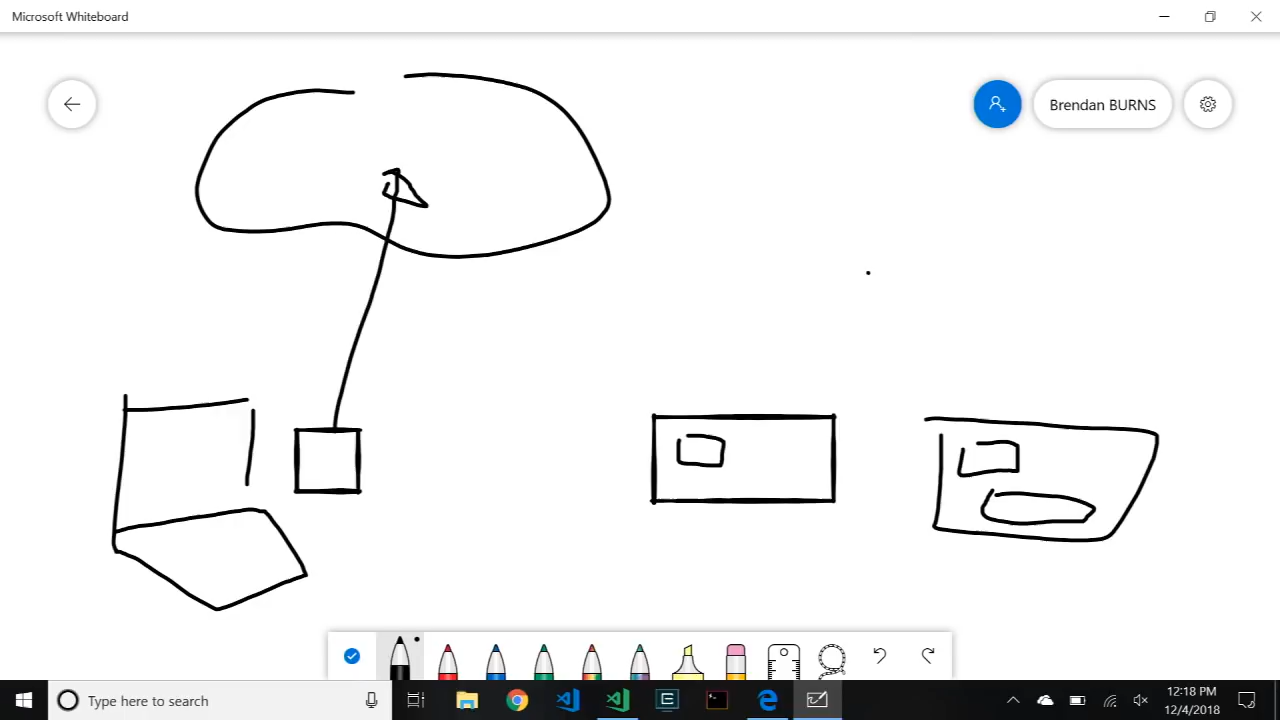 Microsoft Whiteboard
Brendan BURNS
Type here to search
12:18 PM
12/4/2018